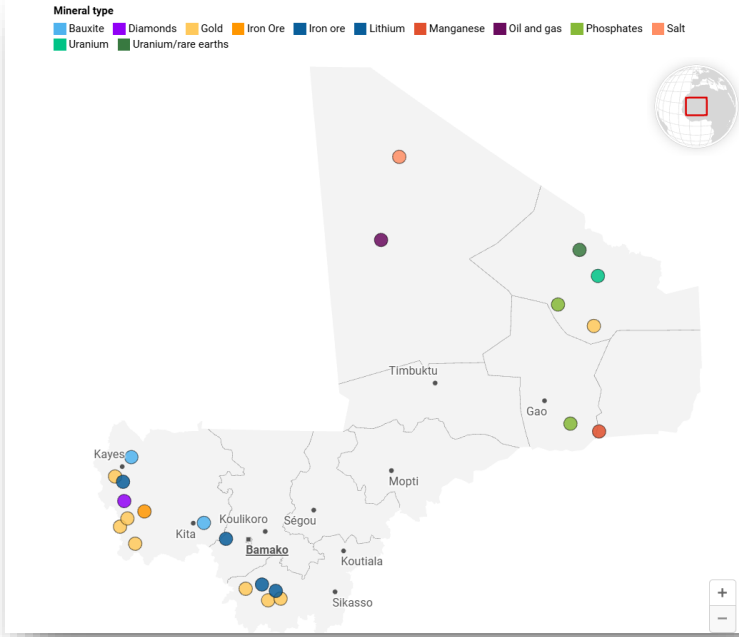 Mineral type
Bauxite Diamonds Gold Iron Ore Iron ore Lithium Manganese Oil and gas Phosphates Salt
Uranium Uranium/rare earths
Timbuktu
Gao
Kayes
Mopti
Kita Koulikoro Ségou
Bamako
Koutiala
Sikasso
+
−